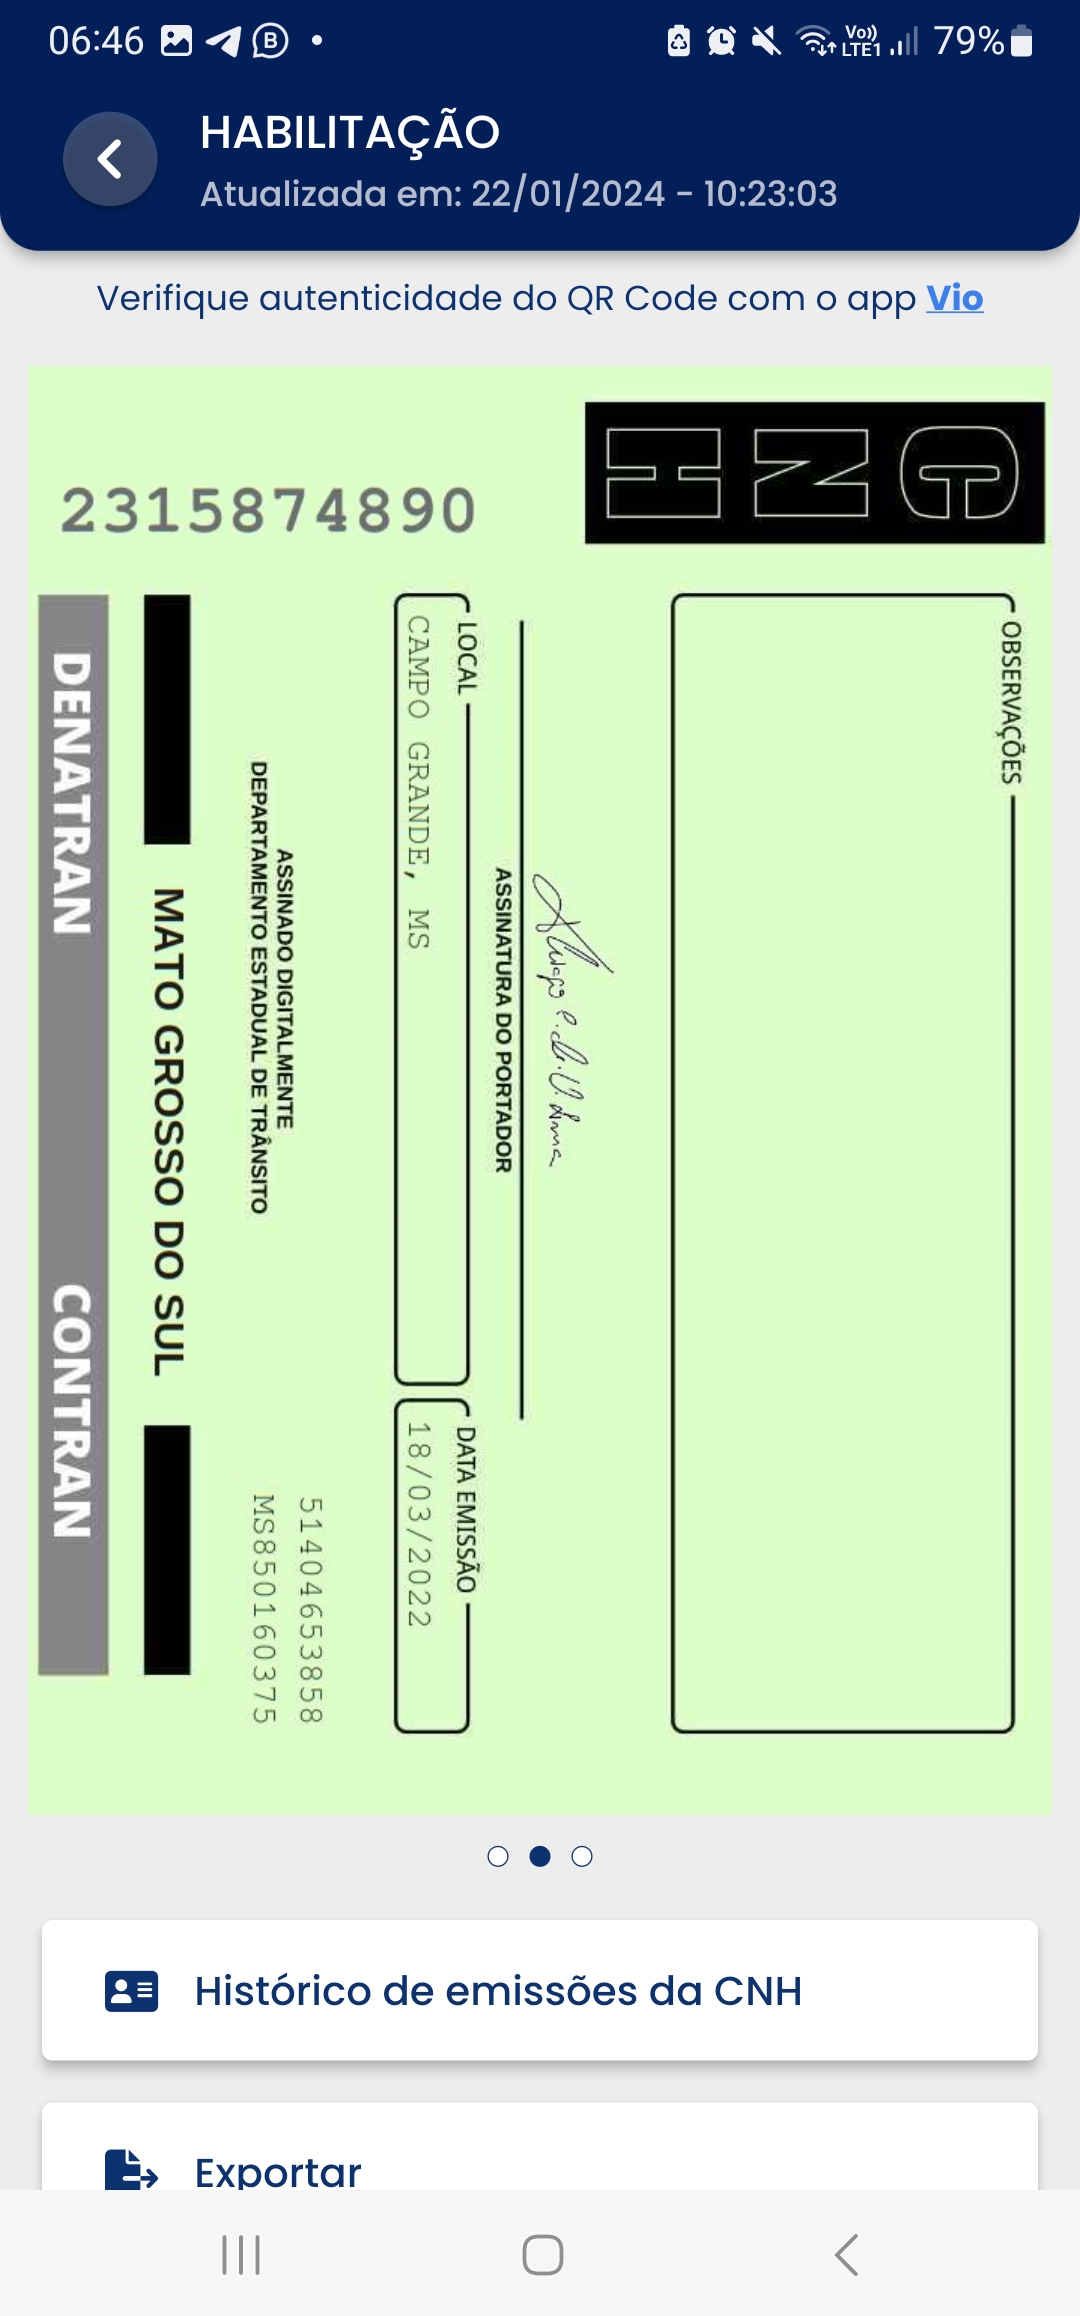 06:46
Vo)) LTE1
79%
HABILITAÇÃO
Atualizada em: 22/01/2024 - 10:23:03
Verifique autenticidade do QR Code com o app Vio
CNH
2315874890
OBSERVAÇÕES
ASSINATURA DO PORTADOR
LOCAL
CAMPO GRANDE, MS
DATA EMISSÃO
18/03/2022
ASSINADO DIGITALMENTE
DEPARTAMENTO ESTADUAL DE TRÂNSITO
51404653858
MS850160375
MATO GROSSO DO SUL
DENATRAN
CONTRAN
Histórico de emissões da CNH
Exportar